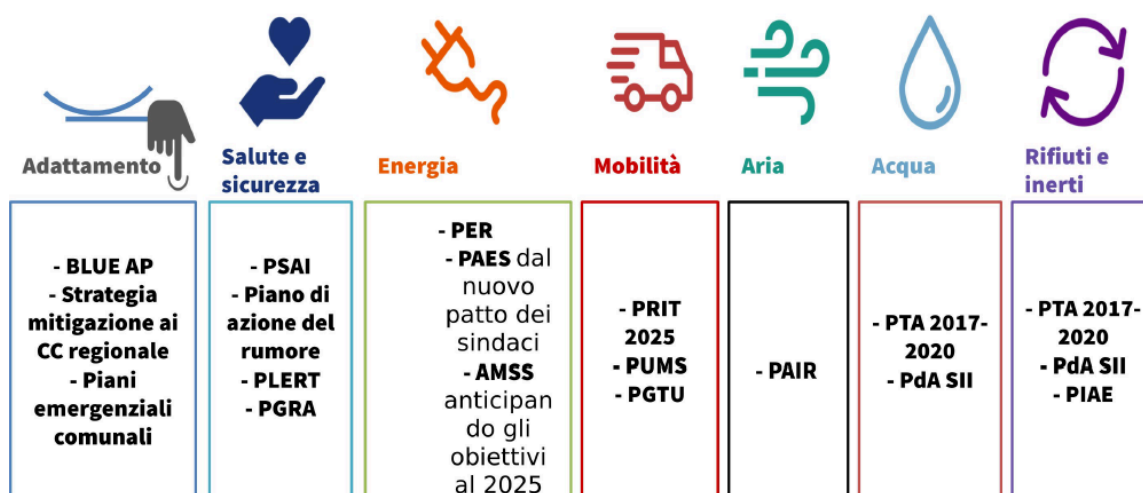 Adattamento
Salute e
sicurezza
Energia
Mobilità
Aria
Acqua
Rifiuti e
inerti
- BLUE AP
- Strategia
mitigazione ai
CC regionale
- Piani
emergenziali
comunali
- PSAI
- Piano di
azione del
rumore
- PLERT
- PGRA
- PER
- PAES dal
nuovo
patto dei
sindaci
- AMSS
anticipan
do gli
obiettivi
al 2025
- PRIT
2025
- PUMS
- PGTU
- PAIR
- PTA 2017-
2020
- PdA SII
- PTA 2017-
2020
- PdA SII
- PIAE